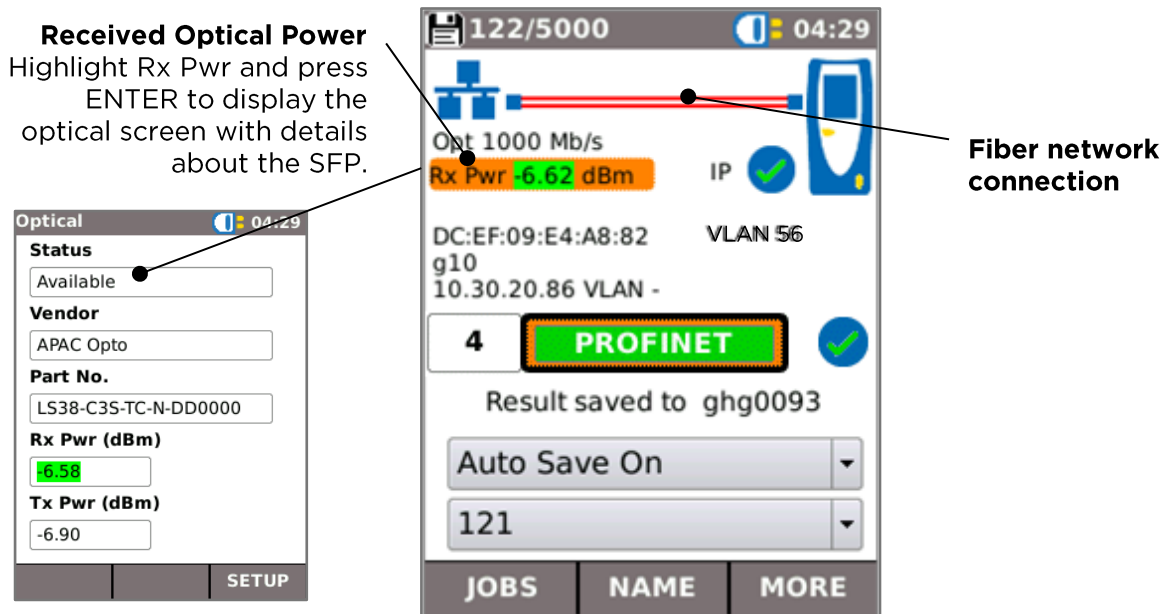 Received Optical Power
Highlight Rx Pwr and press
ENTER to display the
optical screen with details
about the SFP.
Optical 04:29
Status
Available
Vendor
APAC Opto
Part No.
LS38-C3S-TC-N-DD0000
Rx Pwr (dBm)
-6.58
Tx Pwr (dBm)
-6.90
SETUP
122/5000 04:29
Opt 1000 Mb/s
Rx Pwr -6.62 dBm IP
DC:EF:09:E4:A8:82 VLAN 56
g10
10.30.20.86 VLAN -
4 PROFINET
Result saved to ghg0093
Auto Save On
121
JOBS NAME MORE
Fiber network
connection